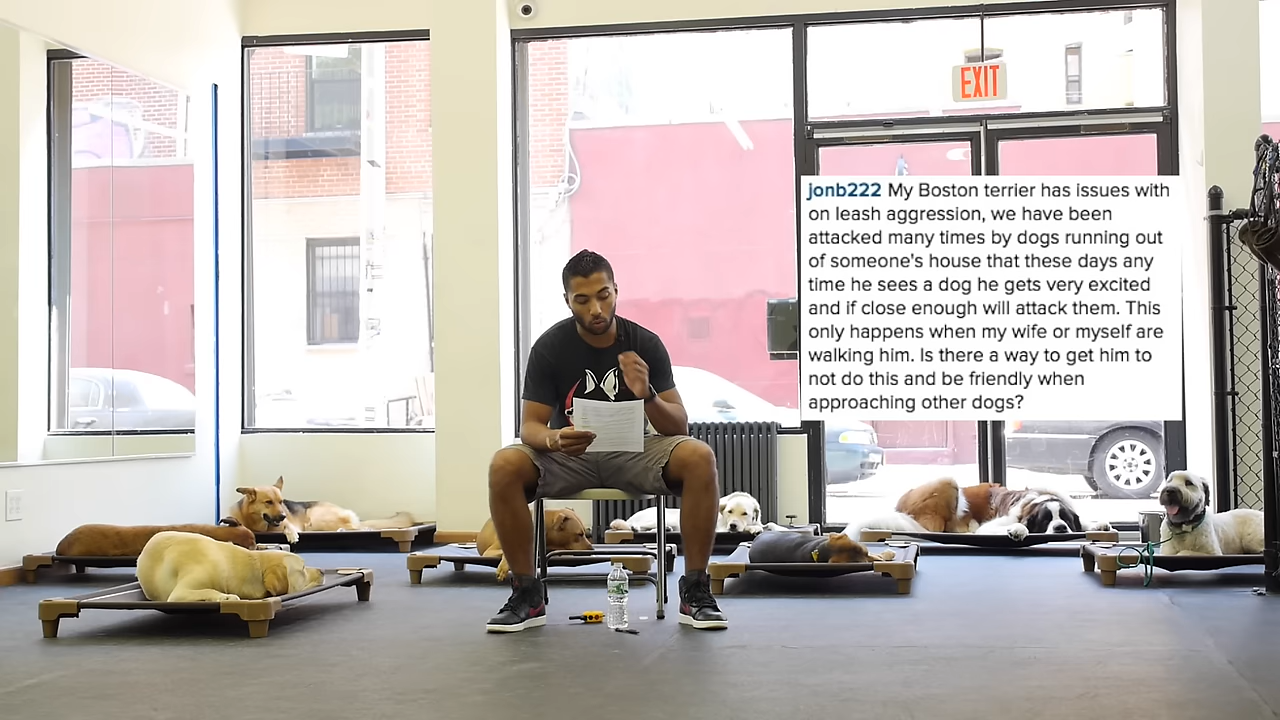 EXIT
jonb222 My Boston terrier has issues with
on leash aggression, we have been
attacked many times by dogs running out
of someone's house that these days any
time he sees a dog he gets very excited
and if close enough will attack them. This
only happens when my wife or myself are
walking him. Is there a way to get him to
not do this and be friendly when
approaching other dogs?